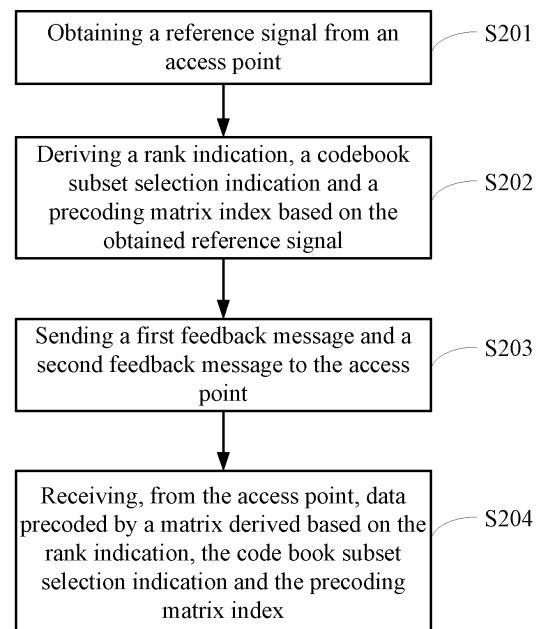 Obtaining a reference signal from an
access point
S201
Deriving a rank indication, a codebook
subset selection indication and a
precoding matrix index based on the
obtained reference signal
S202
Sending a first feedback message and a
second feedback message to the access
point
S203
Receiving, from the access point, data
precoded by a matrix derived based on the
rank indication, the code book subset
selection indication and the precoding
matrix index
S204